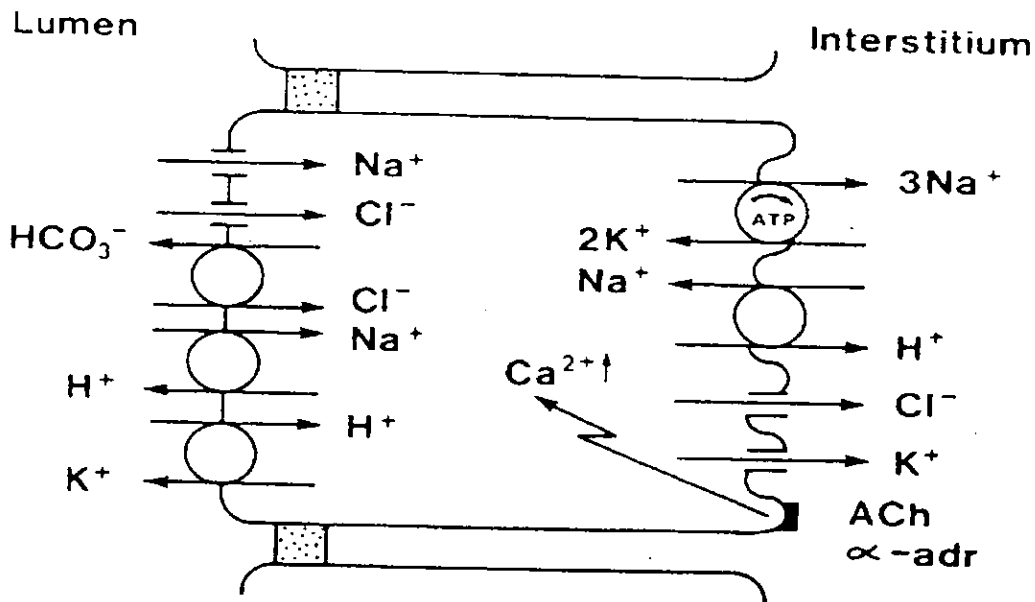 Lumen
Interstitium
Na⁺
Cl⁻
HCO₃⁻
Cl⁻
Na⁺
H⁺
H⁺
K⁺
Ca²⁺↑
3Na⁺
ATP
2K⁺
Na⁺
H⁺
Cl⁻
K⁺
ACh
α-adr